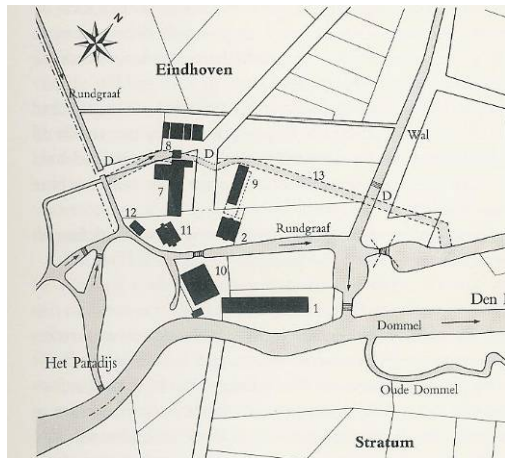 N
Eindhoven
Rundgraaf
Wal
8
D
D
13
7
9
D
12
11
2
Rundgraaf
10
1
Den
Dommel
Het Paradijs
Oude Dommel
Stratum